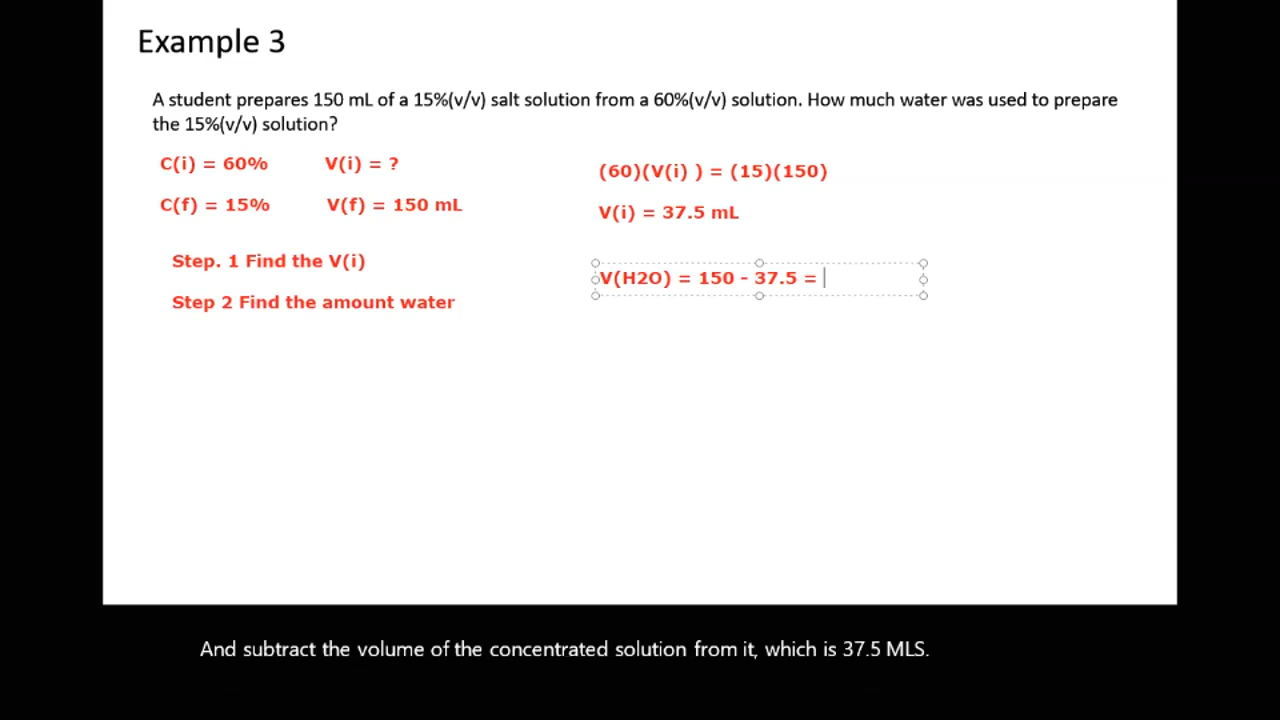 Example 3
A student prepares 150 mL of a 15%(v/v) salt solution from a 60%(v/v) solution. How much water was used to prepare
the 15%(v/v) solution?
C(i) = 60% V(i) = ?
C(f) = 15% V(f) = 150 mL
Step. 1 Find the V(i)
Step 2 Find the amount water
(60)(V(i) ) = (15)(150)
V(i) = 37.5 mL
V(H2O) = 150 - 37.5 =
And subtract the volume of the concentrated solution from it, which is 37.5 MLS.